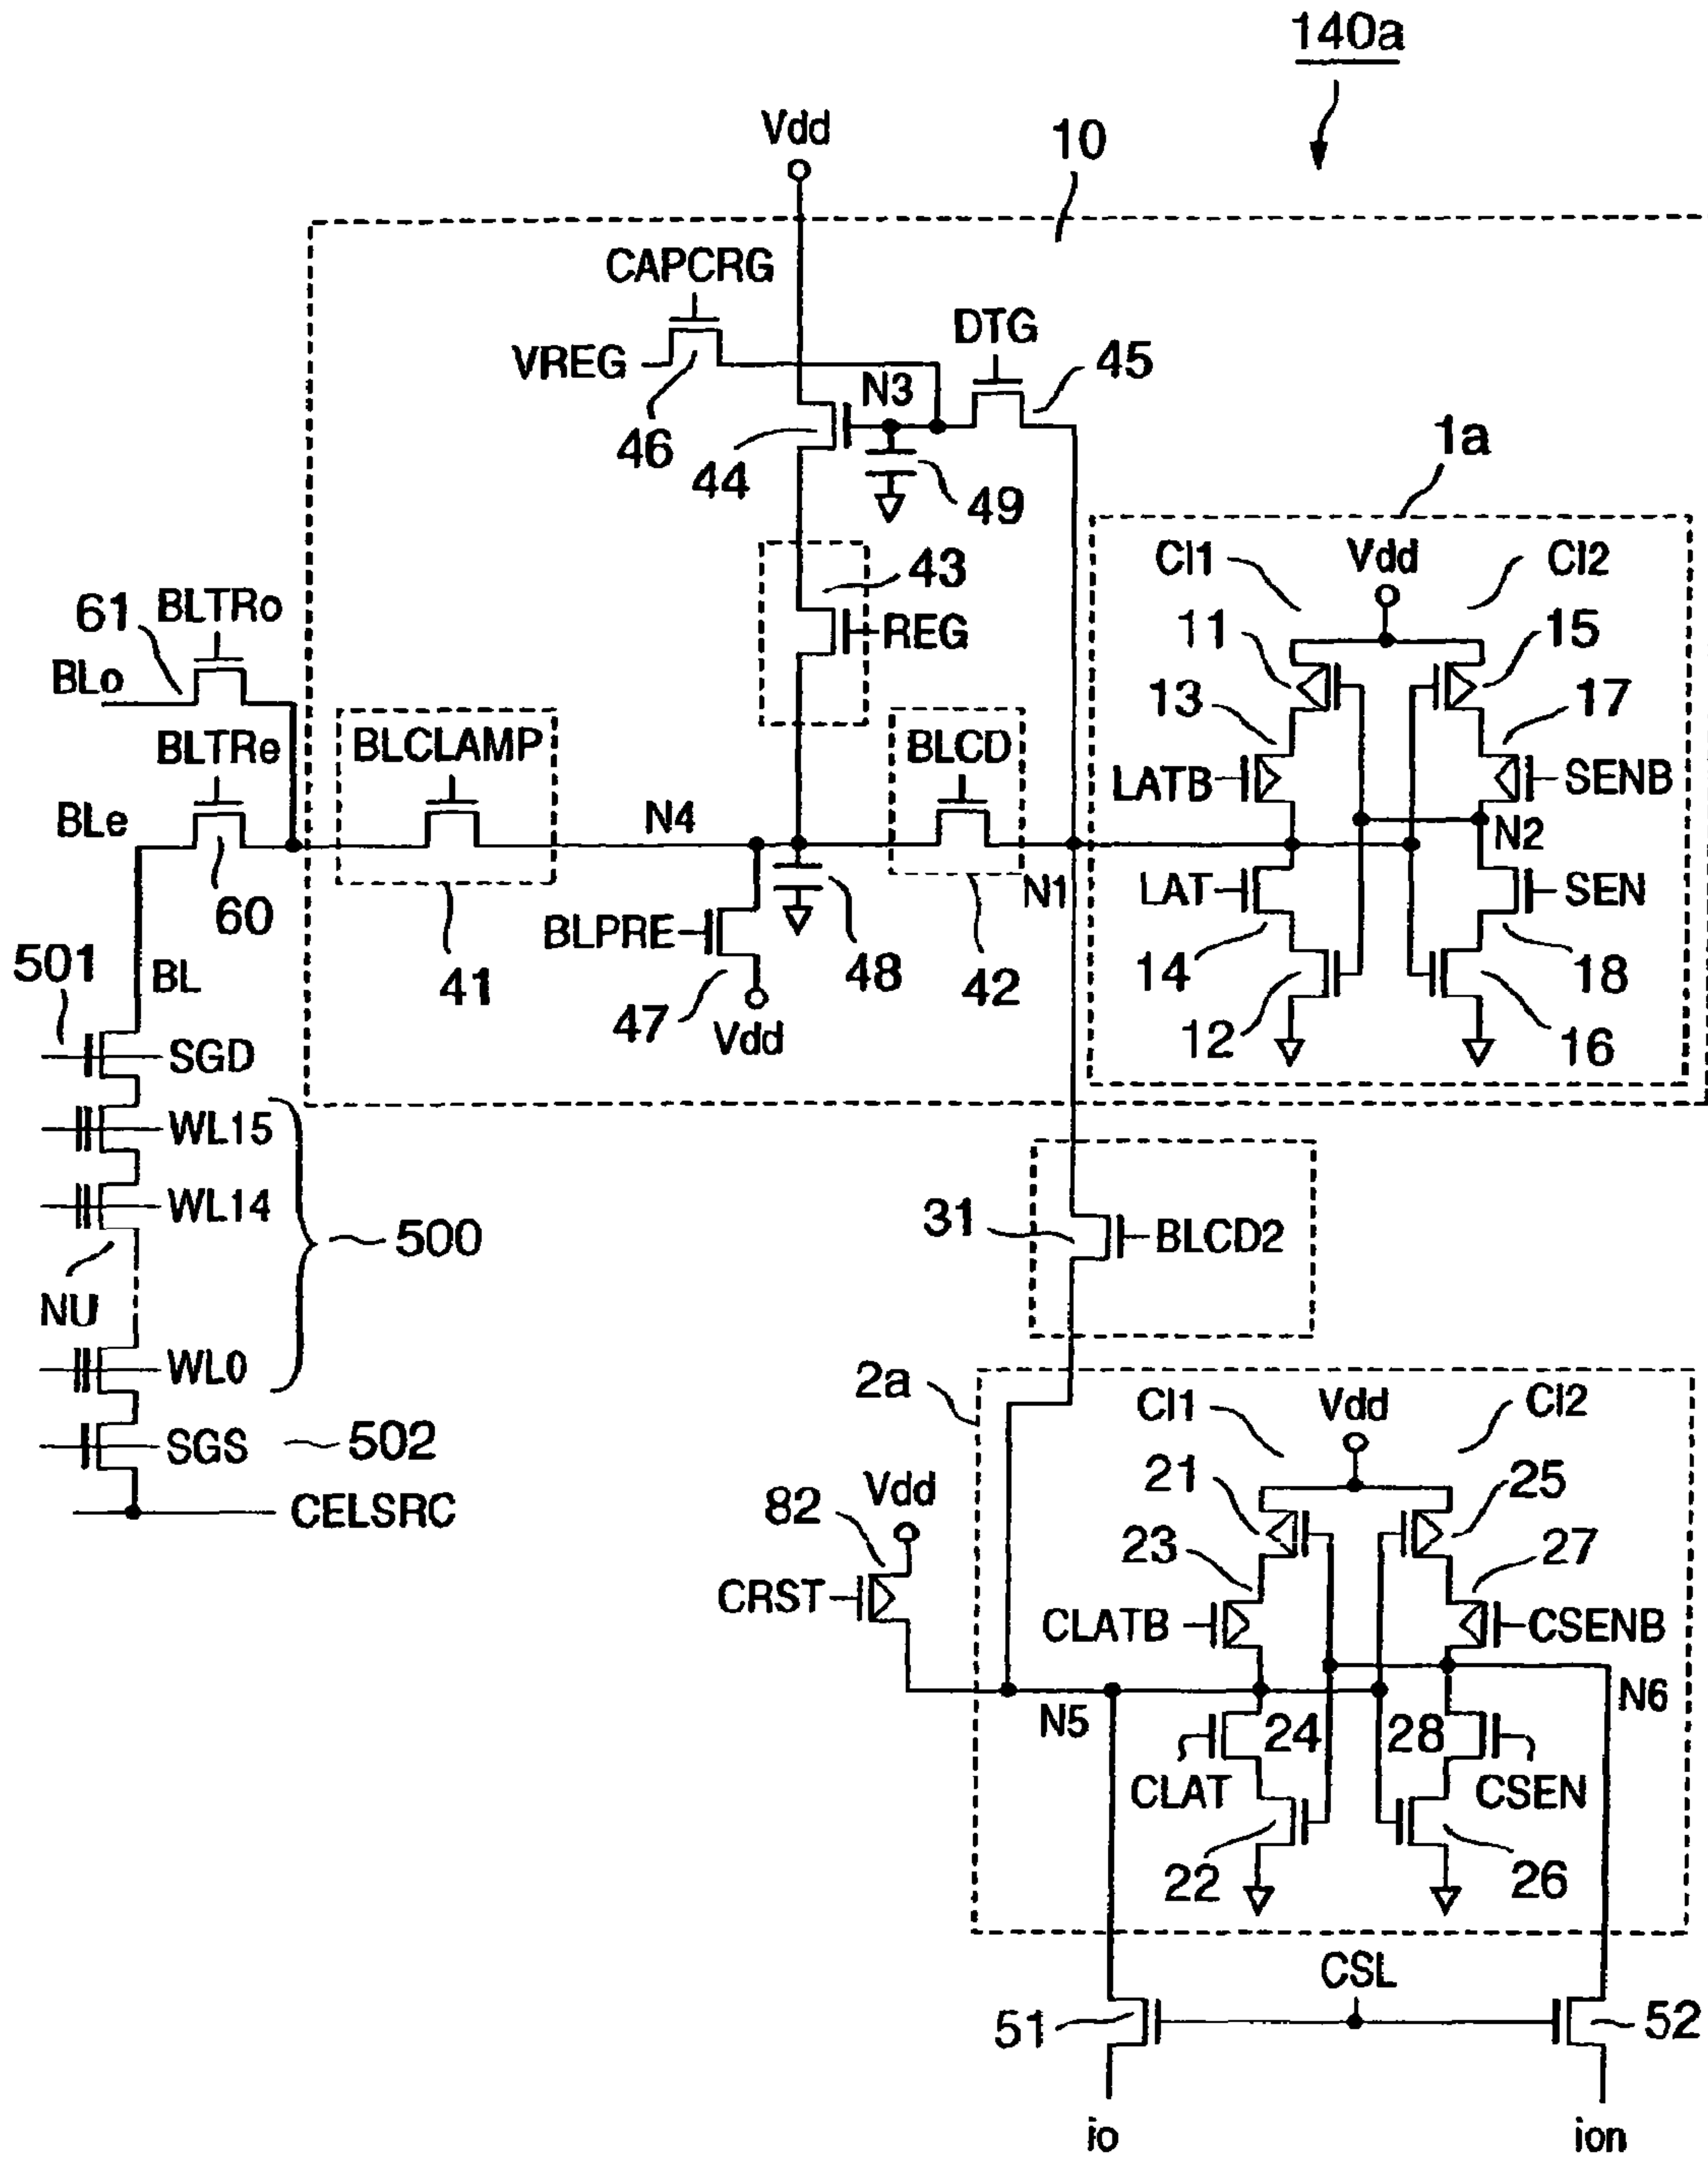 140a
Vdd
10
CAPCRG
DTG
VREG
N3
45
46
44
49
1a
43
CI1
Vdd
CI2
61
BLTRo
REG
11
15
BLo
13
17
BLTRe
BLCLAMP
BLCD
LATB
SENB
BLe
N4
N2
N1
LAT
SEN
60
BLPRE
48
14
18
501
BL
41
42
47
Vdd
12
16
SGD
WL15
WL14
500
31
BLCD2
NU
WL0
2a
CI1
Vdd
CI2
SGS
502
82
Vdd
21
25
CELSRC
23
27
CRST
CLATB
CSENB
N5
24
28
N6
CLAT
CSEN
22
26
CSL
51
52
io
ion